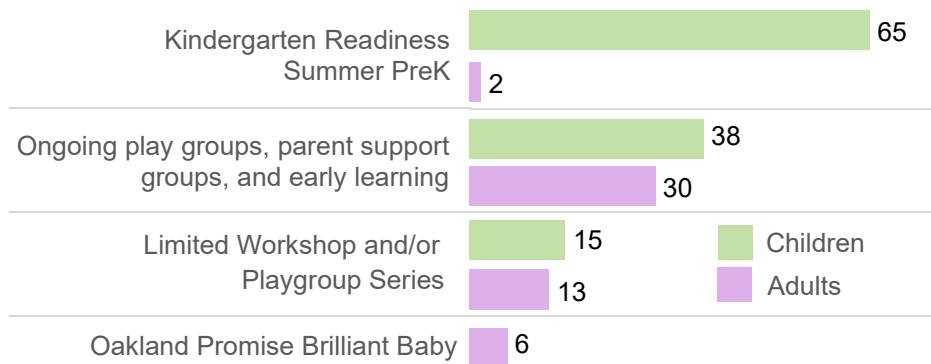 Kindergarten Readiness
Summer PreK
65
2
Ongoing play groups, parent support
groups, and early learning
38
30
Limited Workshop and/or
Playgroup Series
15
13
Children
Adults
Oakland Promise Brilliant Baby
6